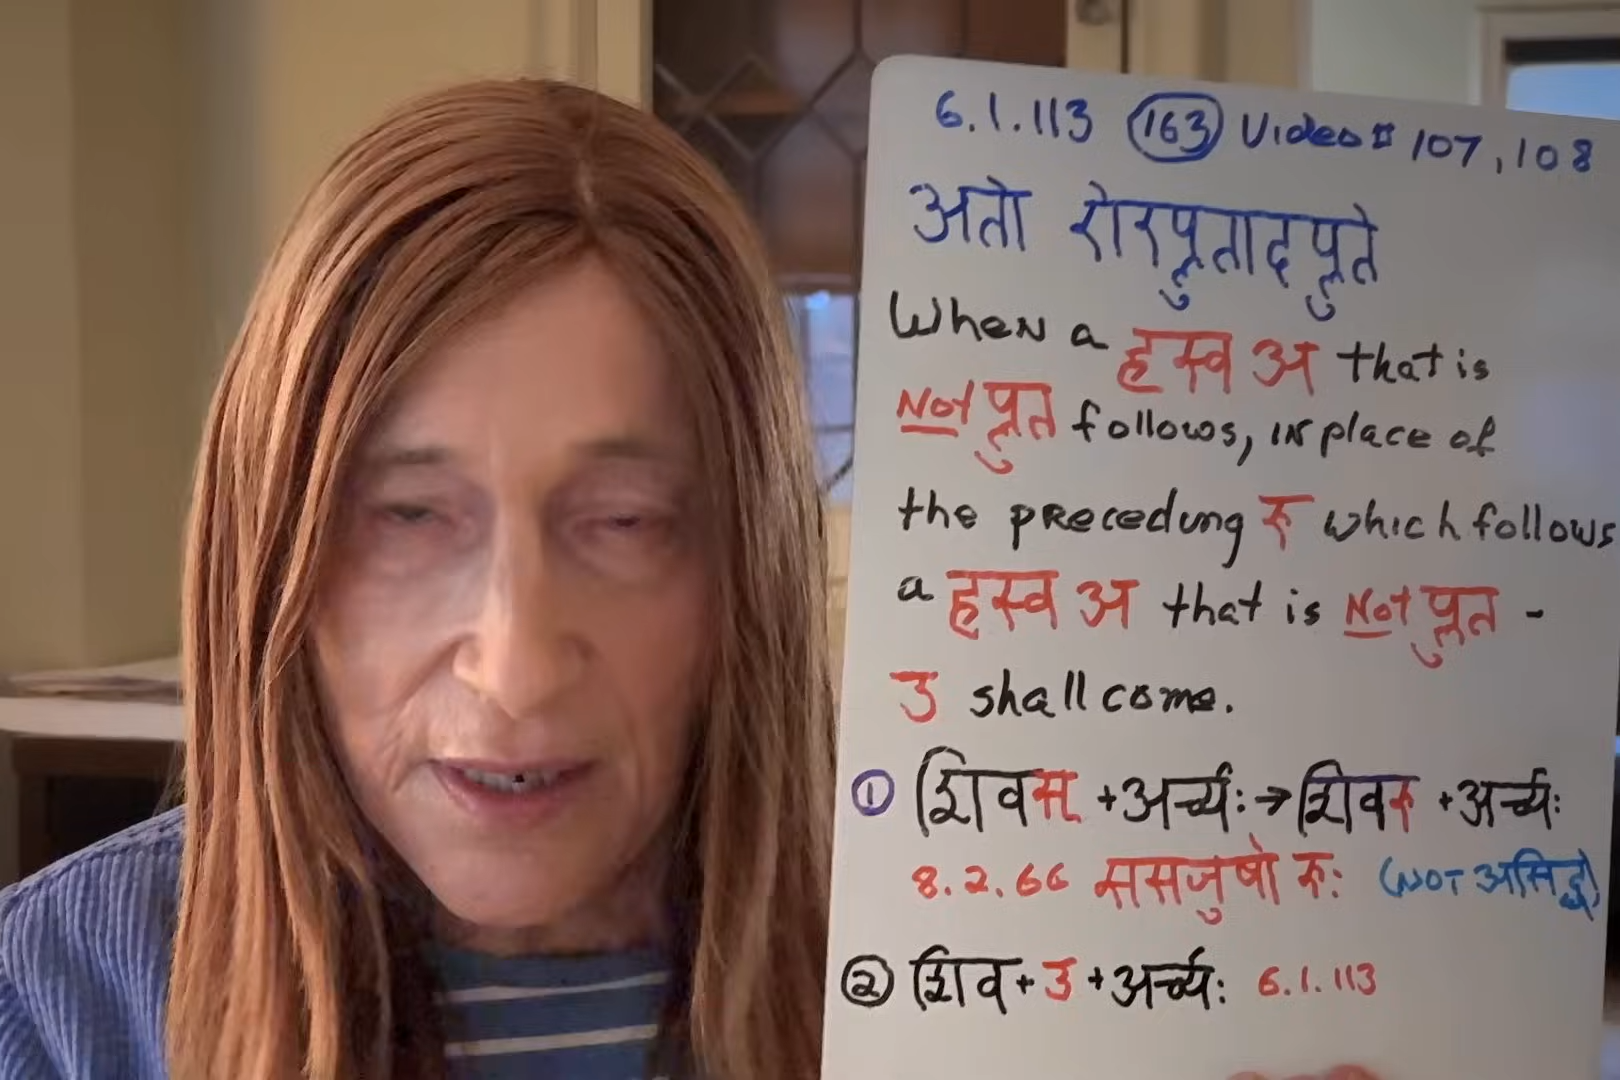 6.1.113 163 Video # 107, 108
अतो रोरप्लुतादप्लुते
When a ह्रस्व अ that is
Not प्लुत follows, in place of
the preceding रु which follows
a ह्रस्व अ that is Not प्लुत -
उ shall come.
① शिवस् + अर्च्यः → शिवरु + अर्च्यः
8.2.66 ससजुषो रुः (NOT असिद्ध)
② शिव + उ + अर्च्यः 6.1.113